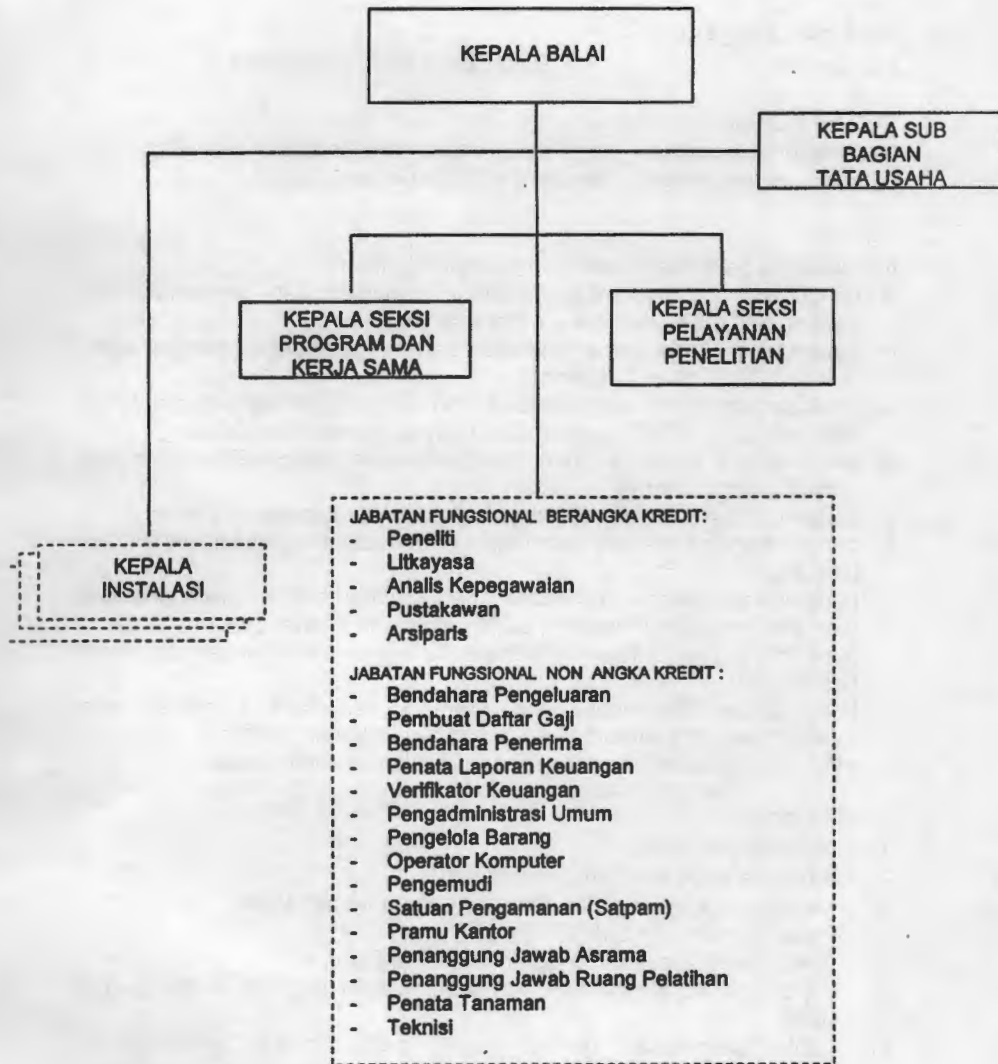 KEPALA BALAI
KEPALA SUB
BAGIAN
TATA USAHA
KEPALA SEKSI
PROGRAM DAN
KERJA SAMA
KEPALA SEKSI
PELAYANAN
PENELITIAN
KEPALA
INSTALASI
JABATAN FUNGSIONAL BERANGKA KREDIT:
- Peneliti
- Litkayasa
- Analis Kepegawaian
- Pustakawan
- Arsiparis
JABATAN FUNGSIONAL NON ANGKA KREDIT :
- Bendahara Pengeluaran
- Pembuat Daftar Gaji
- Bendahara Penerima
- Penata Laporan Keuangan
- Verifikator Keuangan
- Pengadministrasi Umum
- Pengelola Barang
- Operator Komputer
- Pengemudi
- Satuan Pengamanan (Satpam)
- Pramu Kantor
- Penanggung Jawab Asrama
- Penanggung Jawab Ruang Pelatihan
- Penata Tanaman
- Teknisi